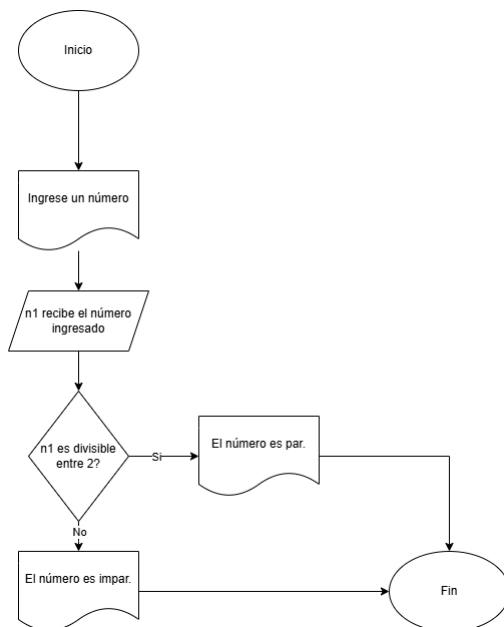 Inicio
Ingrese un número
n1 recibe el número
ingresado
n1 es divisible
entre 2?
Si
El número es par.
No
El número es impar.
Fin